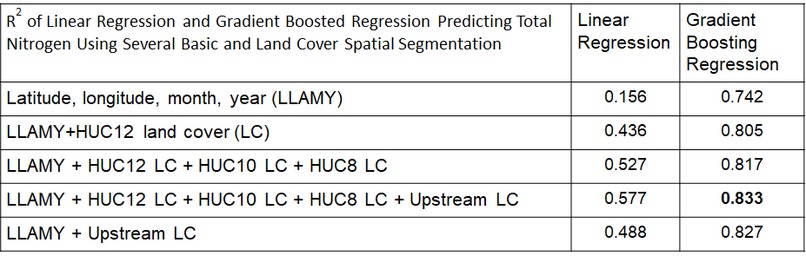 R² of Linear Regression and Gradient Boosted Regression Predicting Total
Nitrogen Using Several Basic and Land Cover Spatial Segmentation
Linear
Regression
Gradient
Boosting
Regression
Latitude, longitude, month, year (LLAMY) 0.156 0.742
LLAMY+HUC12 land cover (LC) 0.436 0.805
LLAMY + HUC12 LC + HUC10 LC + HUC8 LC 0.527 0.817
LLAMY + HUC12 LC + HUC10 LC + HUC8 LC + Upstream LC 0.577 0.833
LLAMY + Upstream LC 0.488 0.827